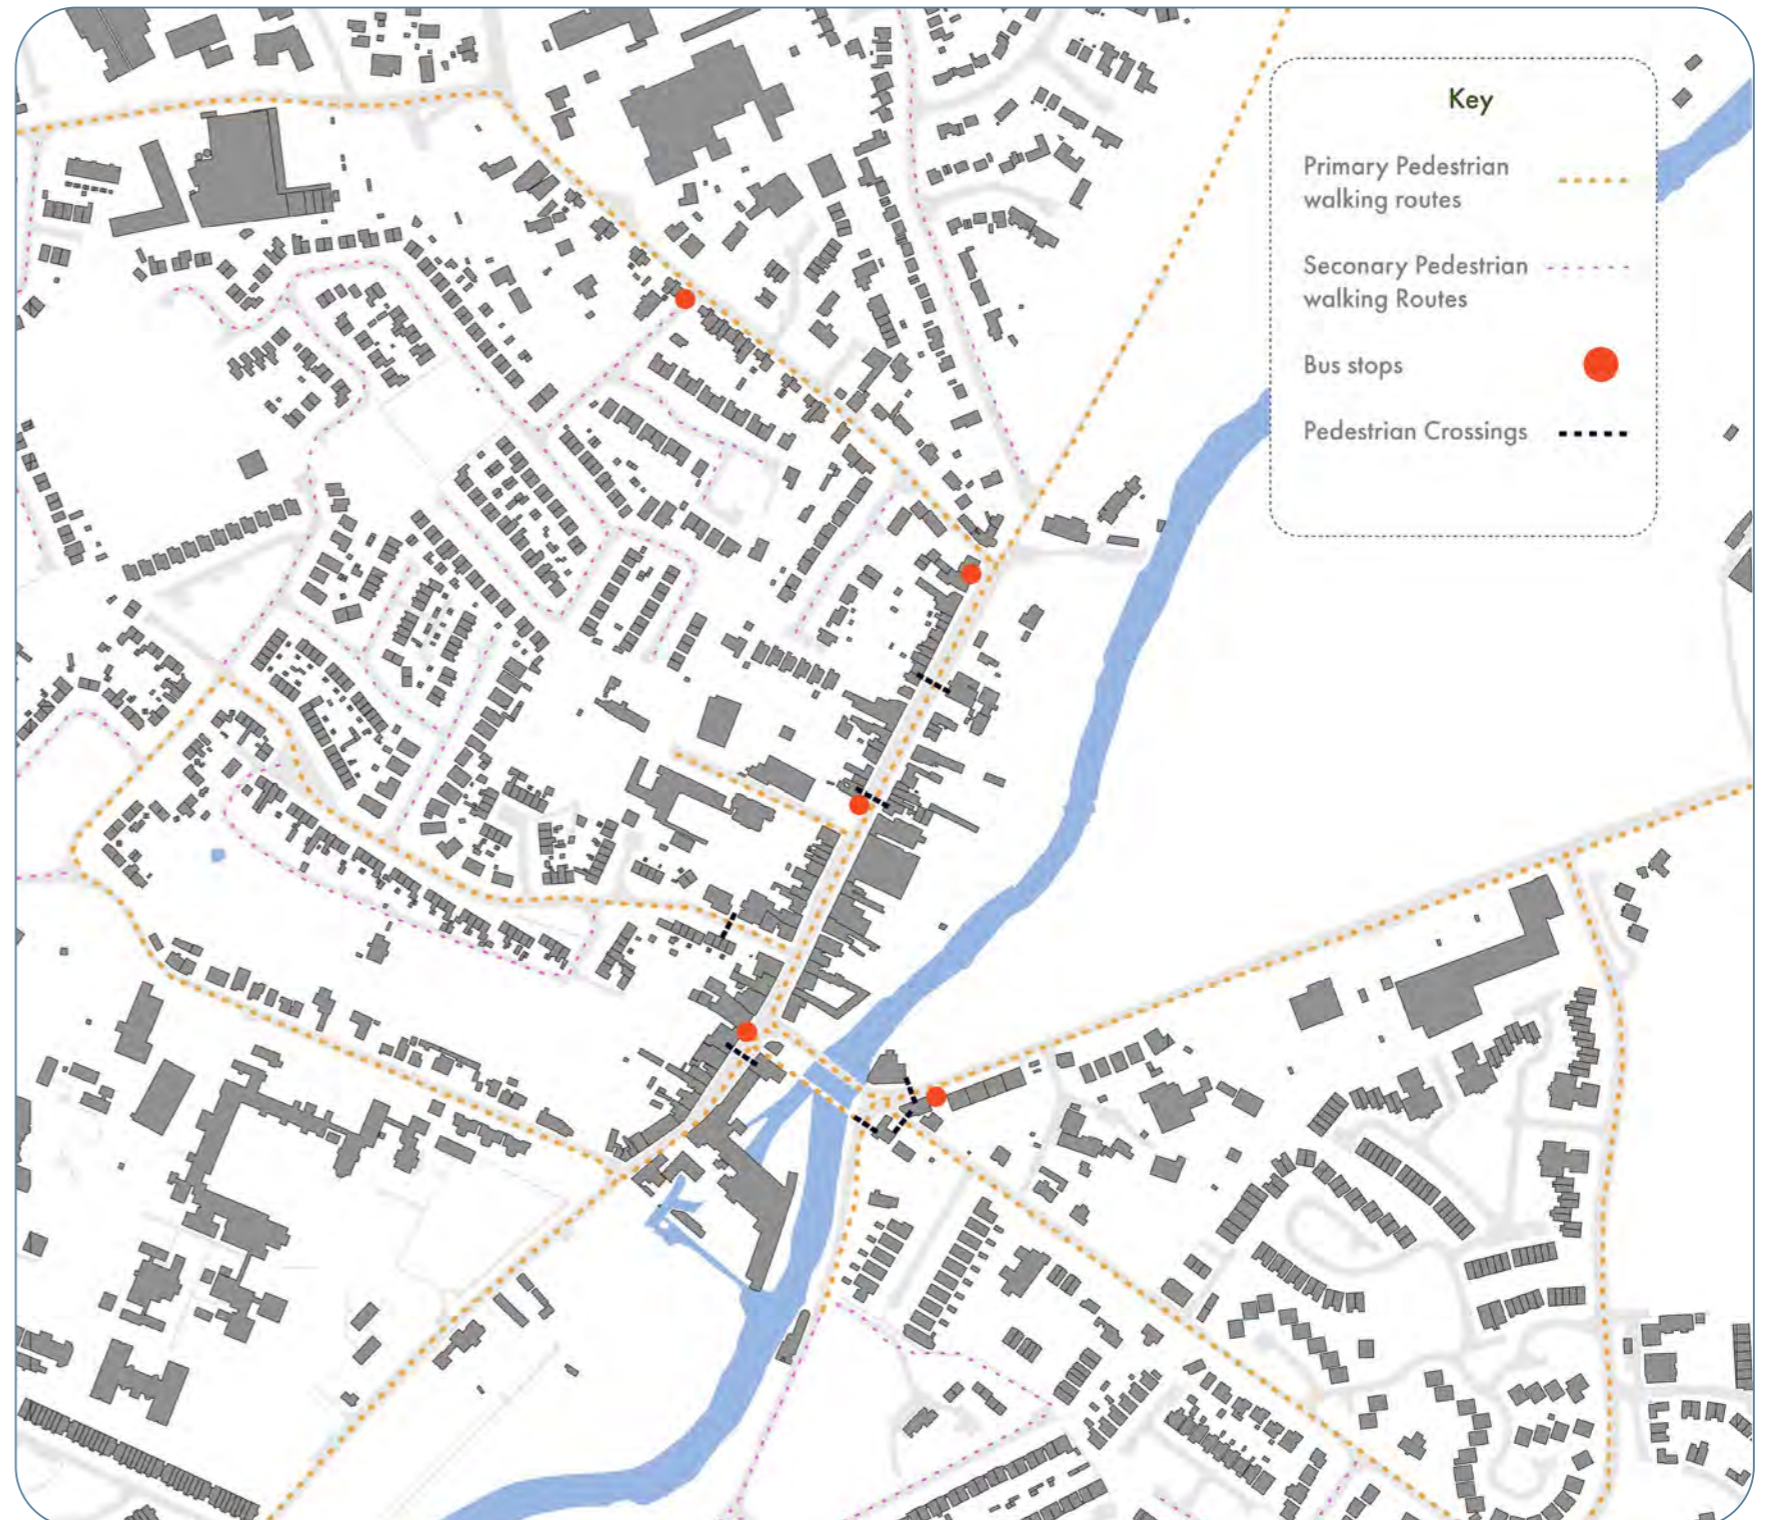 Key
Primary Pedestrian
walking routes
Seconary Pedestrian
walking Routes
Bus stops
Pedestrian Crossings